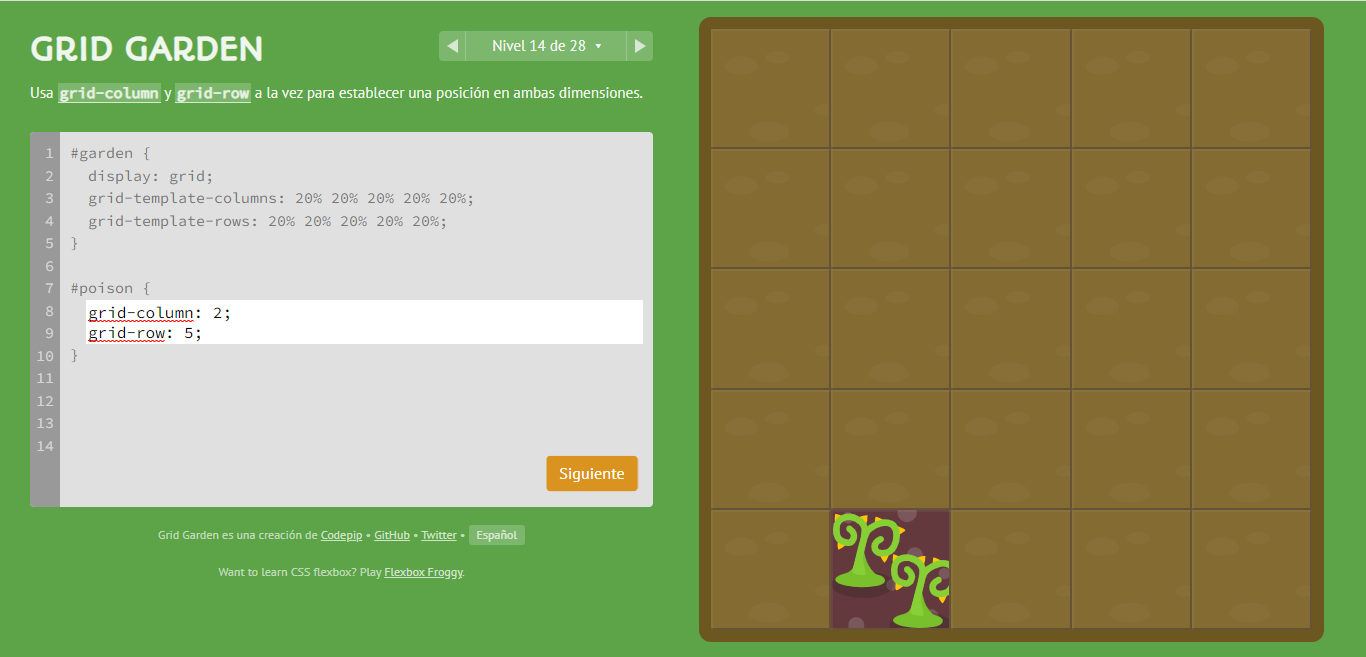 GRID GARDEN
Nivel 14 de 28
Usa grid-column y grid-row a la vez para establecer una posición en ambas dimensiones.
1 #garden {
2 display: grid;
3 grid-template-columns: 20% 20% 20% 20% 20%;
4 grid-template-rows: 20% 20% 20% 20% 20%;
5 }
6
7 #poison {
8 grid-column: 2;
9 grid-row: 5;
10 }
11
12
13
14
Siguiente
Grid Garden es una creación de Codepip • GitHub • Twitter • Español
Want to learn CSS flexbox? Play Flexbox Froggy.